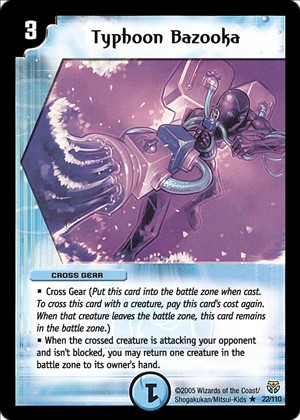 3
Typhoon Bazooka
CROSS GEAR
▪ Cross Gear (Put this card into the battle zone when cast.
To cross this card with a creature, pay this card's cost again.
When that creature leaves the battle zone, this card remains
in the battle zone.)
▪ When the crossed creature is attacking your opponent
and isn't blocked, you may return one creature in the
battle zone to its owner's hand.
©2005 Wizards of the Coast/
Shogakukan/Mitsui-Kids ★ 22/110